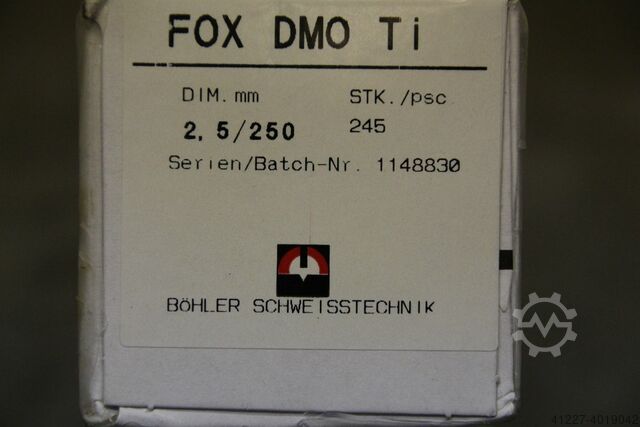 FOX DMO Ti
DIM. mm STK./psc
2,5/250 245
Serien/Batch-Nr. 1148830
BöHLER SCHWEISSTECHNIK
41227-4019042